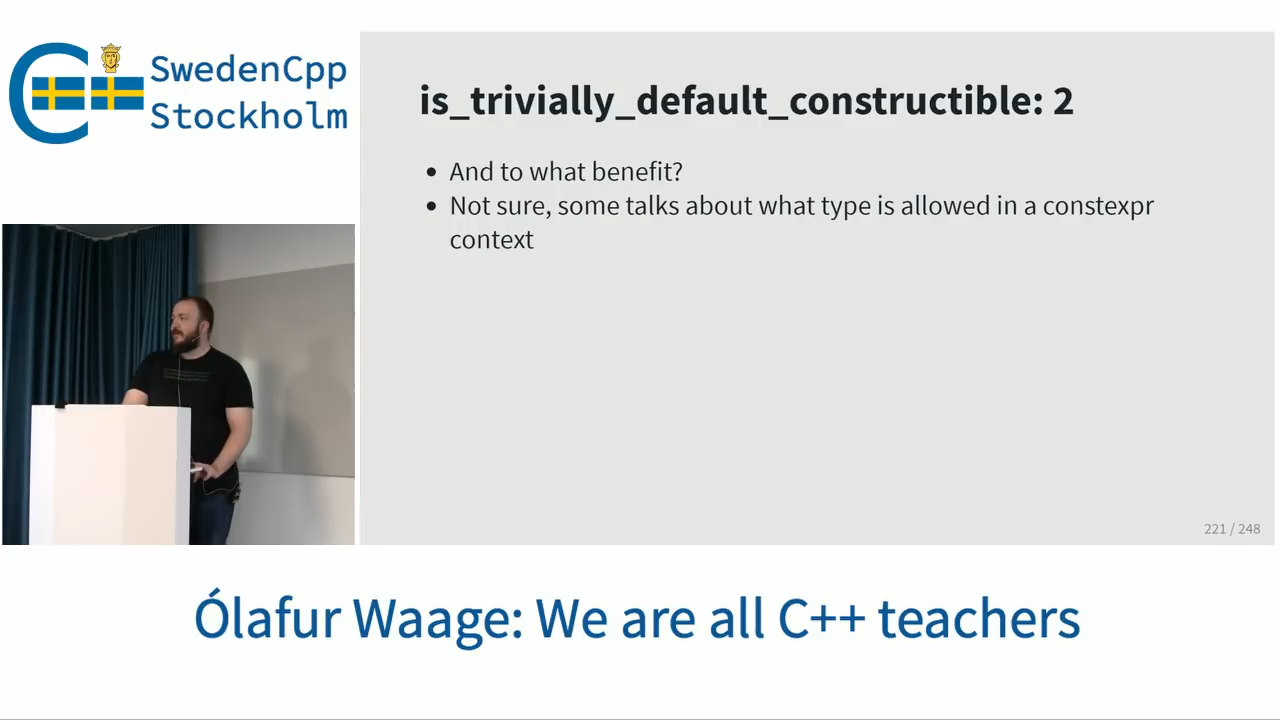 SwedenCpp
Stockholm
is_trivially_default_constructible: 2
• And to what benefit?
• Not sure, some talks about what type is allowed in a constexpr
context
221 / 248
Ólafur Waage: We are all C++ teachers